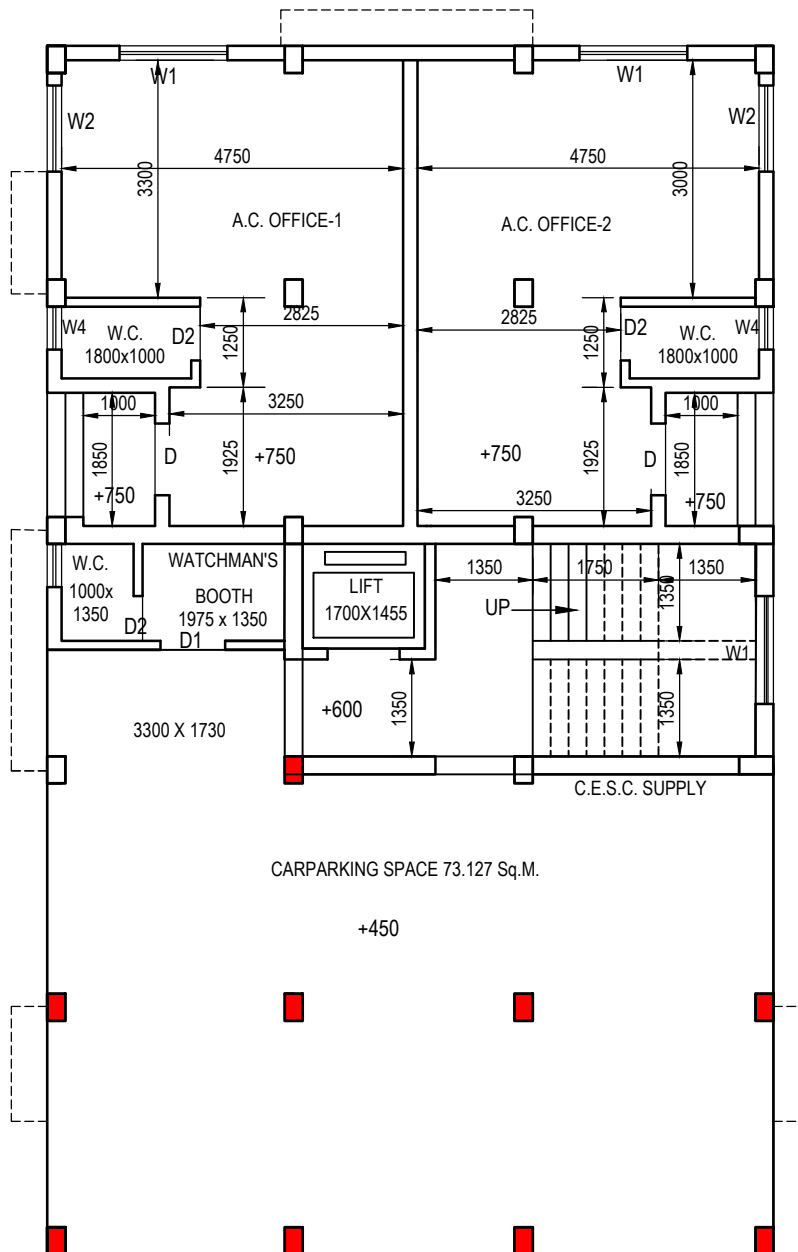 W1
W1
W2
W2
4750
4750
3300
3000
A.C. OFFICE-1
A.C. OFFICE-2
2825
2825
W4
W.C.
1800x1000
D2
1250
1250
D2
W.C.
1800x1000
W4
1000
3250
1000
1850
D
1925
+750
+750
1925
D
1850
+750
+750
3250
W.C.
1000x
1350
D2
WATCHMAN'S
BOOTH
1975 x 1350
D1
LIFT
1700X1455
1350
1750
1350
UP
1350
W1
3300 X 1730
+600
1350
1350
C.E.S.C. SUPPLY
CARPARKING SPACE 73.127 Sq.M.
+450